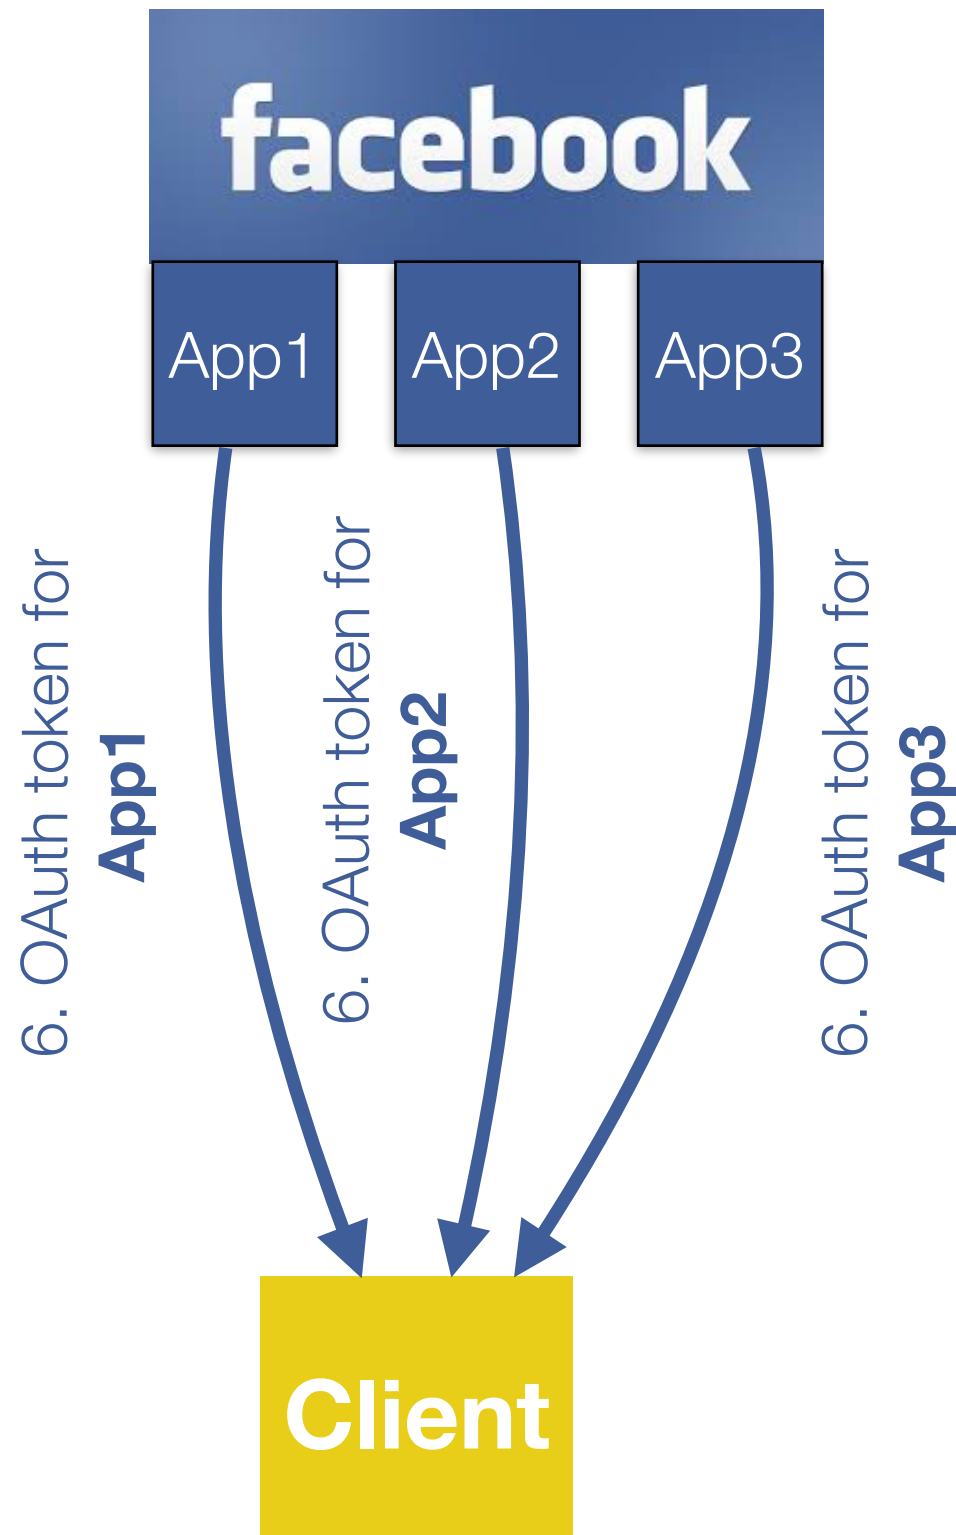 facebook
App1
App2
App3
6. OAuth token for
App1
6. OAuth token for
App2
6. OAuth token for
App3
Client